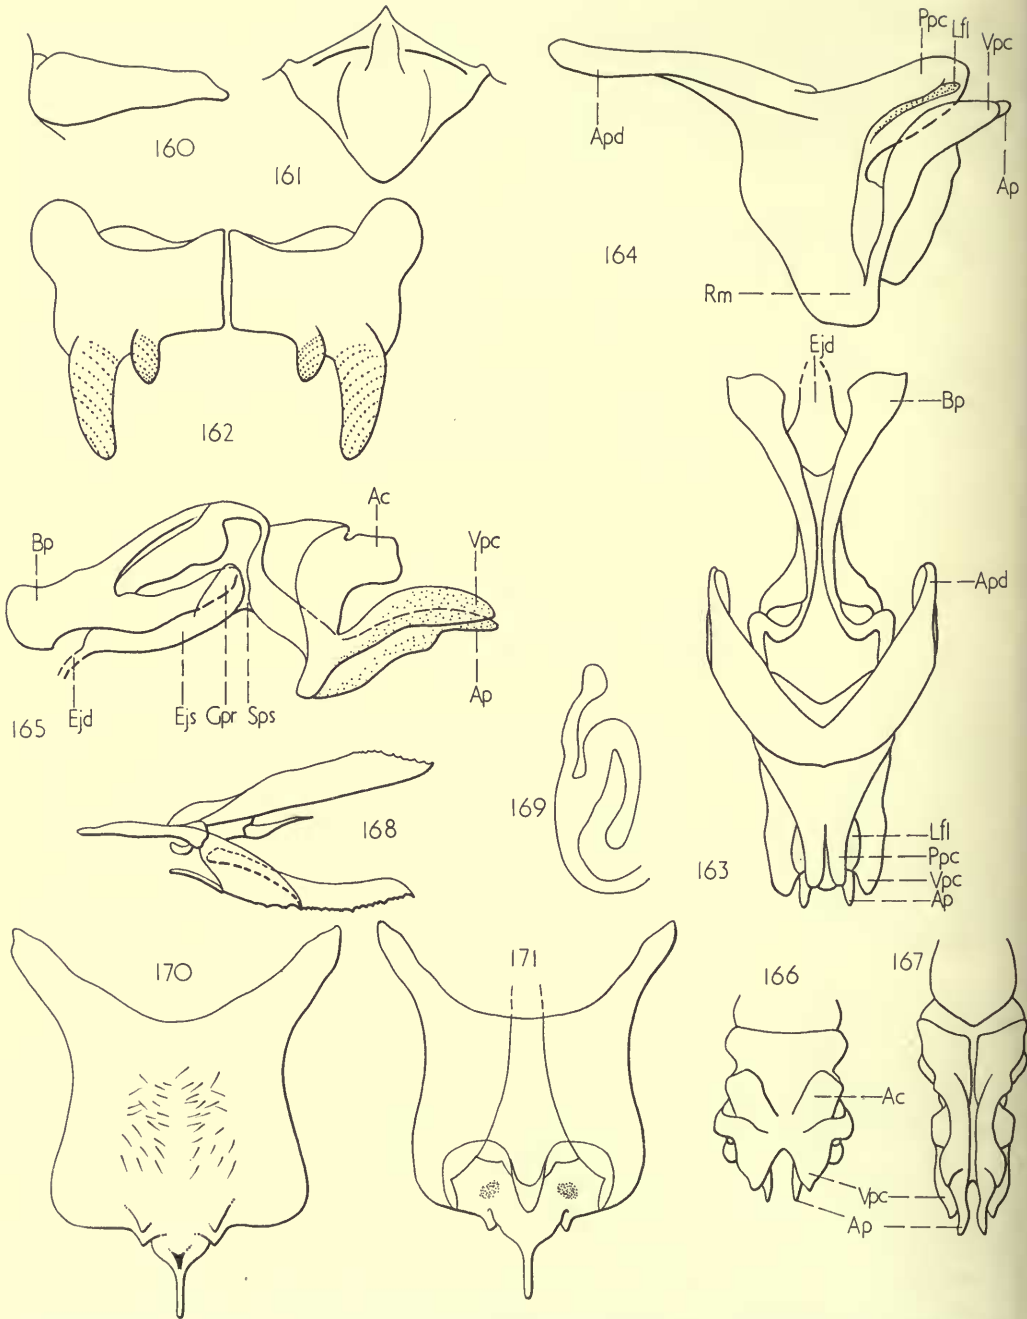 160
161
Ppc
Lfl
Vpc
Apd
Ap
164
Rm
162
Ejd
Bp
Bp
Ac
Vpc
Apd
Ap
Ejd
Ejs
Gpr
Sps
165
169
168
163
Lfl
Ppc
Vpc
Ap
170
171
166
167
Ac
Vpc
Ap